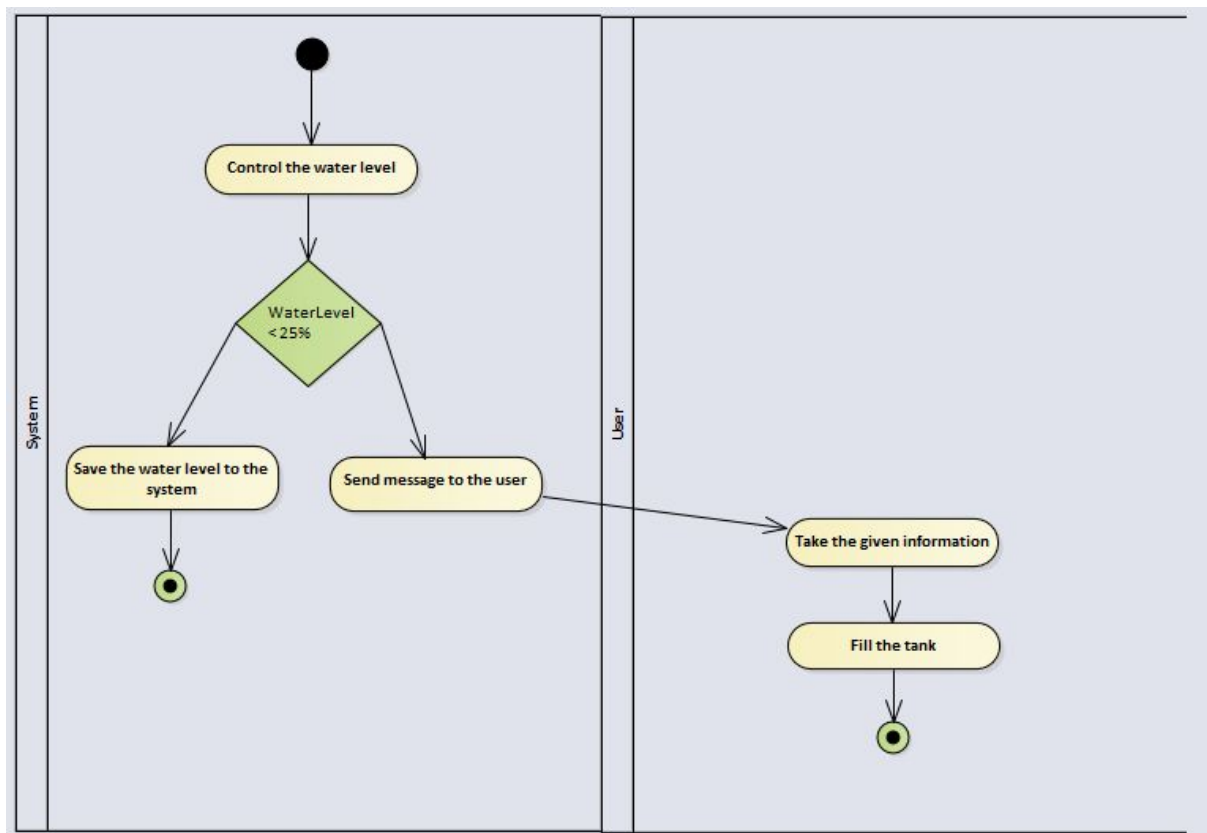 System
Control the water level
WaterLevel
<25%
Save the water level to the
system
Send message to the user
User
Take the given information
Fill the tank